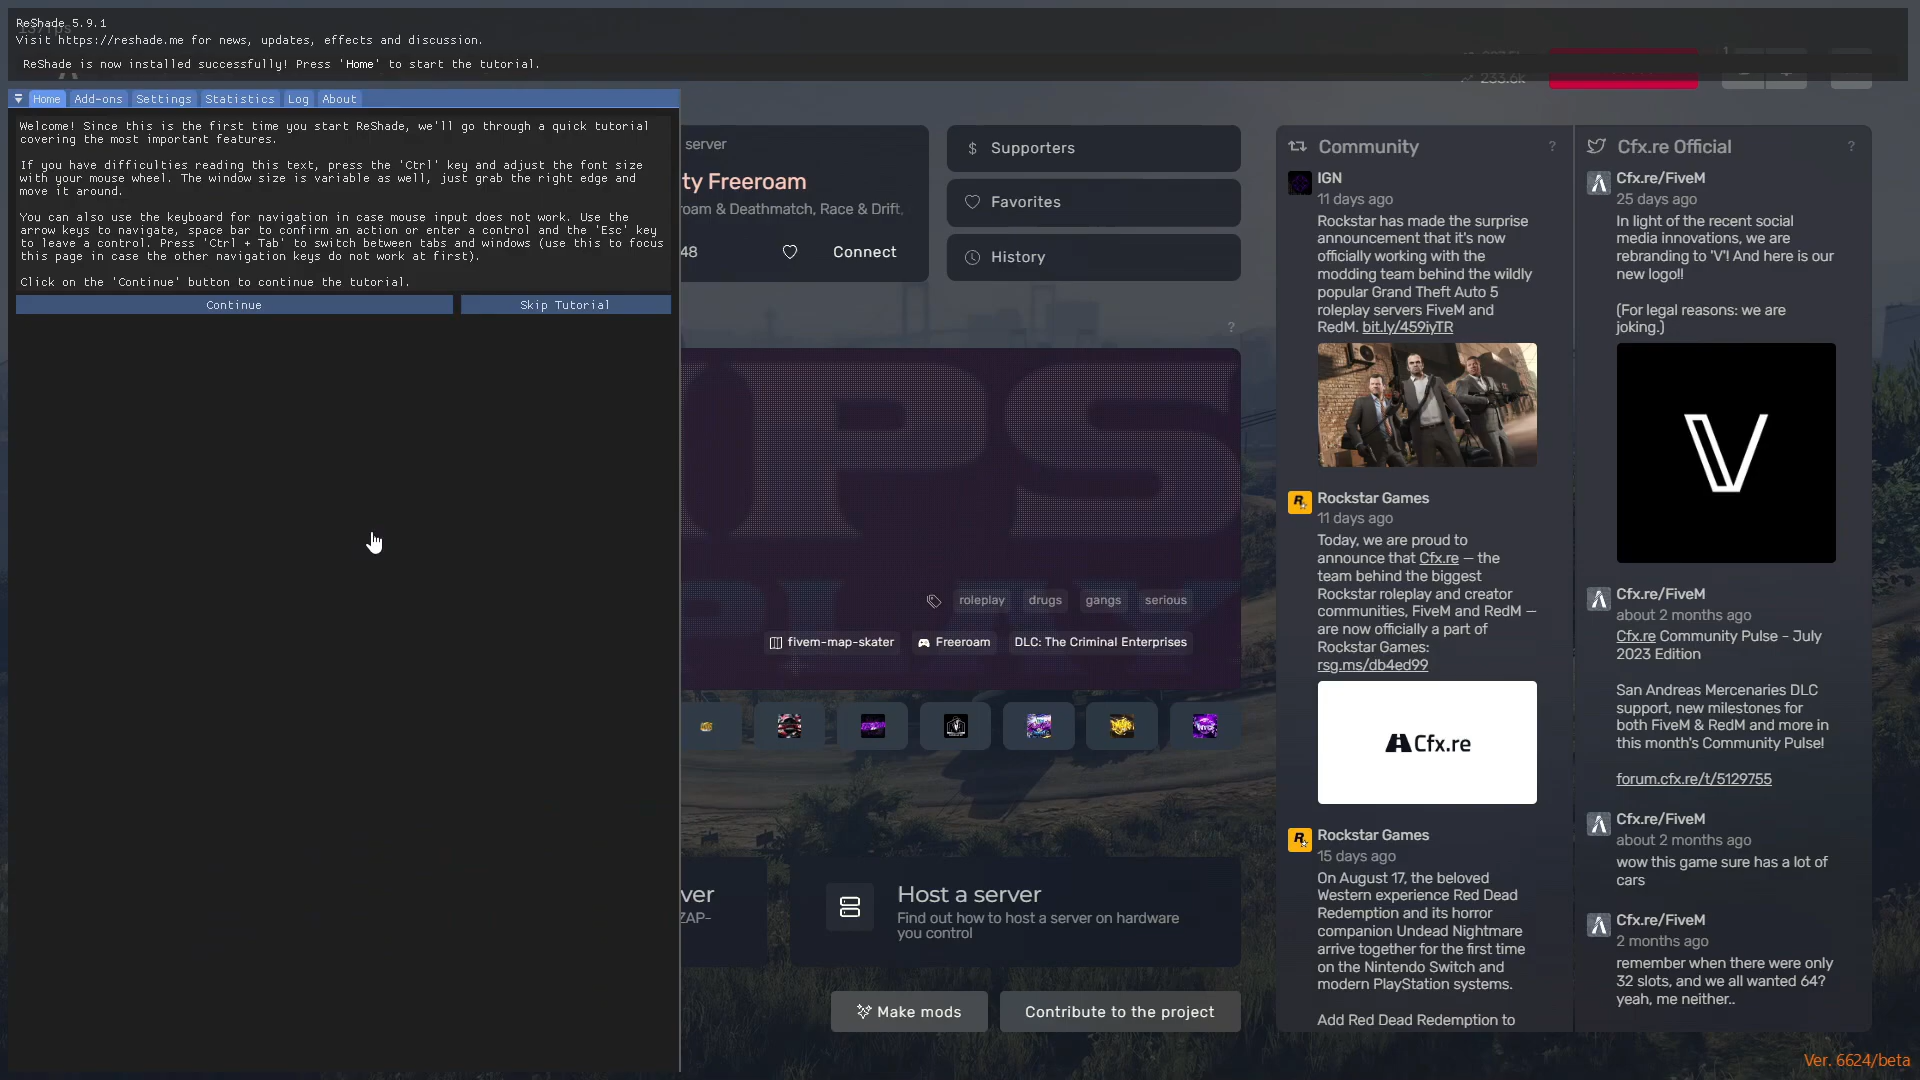 ReShade 5.9.1
Visit https://reshade.me for news, updates, effects and discussion.
ReShade is now installed successfully! Press 'Home' to start the tutorial.
233.6k
1
Home Add-ons Settings Statistics Log About
Welcome! Since this is the first time you start ReShade, we'll go through a quick tutorial
covering the most important features.
If you have difficulties reading this text, press the 'Ctrl' key and adjust the font size
with your mouse wheel. The window size is variable as well, just grab the right edge and
move it around.
You can also use the keyboard for navigation in case mouse input does not work. Use the
arrow keys to navigate, space bar to confirm an action or enter a control and the 'Esc' key
to leave a control. Press 'Ctrl + Tab' to switch between tabs and windows (use this to focus
this page in case the other navigation keys do not work at first).
Click on the 'Continue' button to continue the tutorial.
Continue Skip Tutorial
server
ty Freeroam
roam & Deathmatch, Race & Drift,
48 Connect
Supporters
Favorites
History
?
IPS
roleplay drugs gangs serious
fivem-map-skater Freeroam DLC: The Criminal Enterprises
ver
ZAP-
Host a server
Find out how to host a server on hardware
you control
Make mods Contribute to the project
Community ?
IGN
11 days ago
Rockstar has made the surprise
announcement that it's now
officially working with the
modding team behind the wildly
popular Grand Theft Auto 5
roleplay servers FiveM and
RedM. bit.ly/459iyTR
Rockstar Games
11 days ago
Today, we are proud to
announce that Cfx.re — the
team behind the biggest
Rockstar roleplay and creator
communities, FiveM and RedM —
are now officially a part of
Rockstar Games:
rsg.ms/db4ed99
Cfx.re
Rockstar Games
15 days ago
On August 17, the beloved
Western experience Red Dead
Redemption and its horror
companion Undead Nightmare
arrive together for the first time
on the Nintendo Switch and
modern PlayStation systems.
Add Red Dead Redemption to
Cfx.re Official ?
Cfx.re/FiveM
25 days ago
In light of the recent social
media innovations, we are
rebranding to 'V'! And here is our
new logo!!
(For legal reasons: we are
joking.)
V
Cfx.re/FiveM
about 2 months ago
Cfx.re Community Pulse - July
2023 Edition
San Andreas Mercenaries DLC
support, new milestones for
both FiveM & RedM and more in
this month's Community Pulse!
forum.cfx.re/t/5129755
Cfx.re/FiveM
about 2 months ago
wow this game sure has a lot of
cars
Cfx.re/FiveM
2 months ago
remember when there were only
32 slots, and we all wanted 64?
yeah, me neither..
Ver. 6624/beta